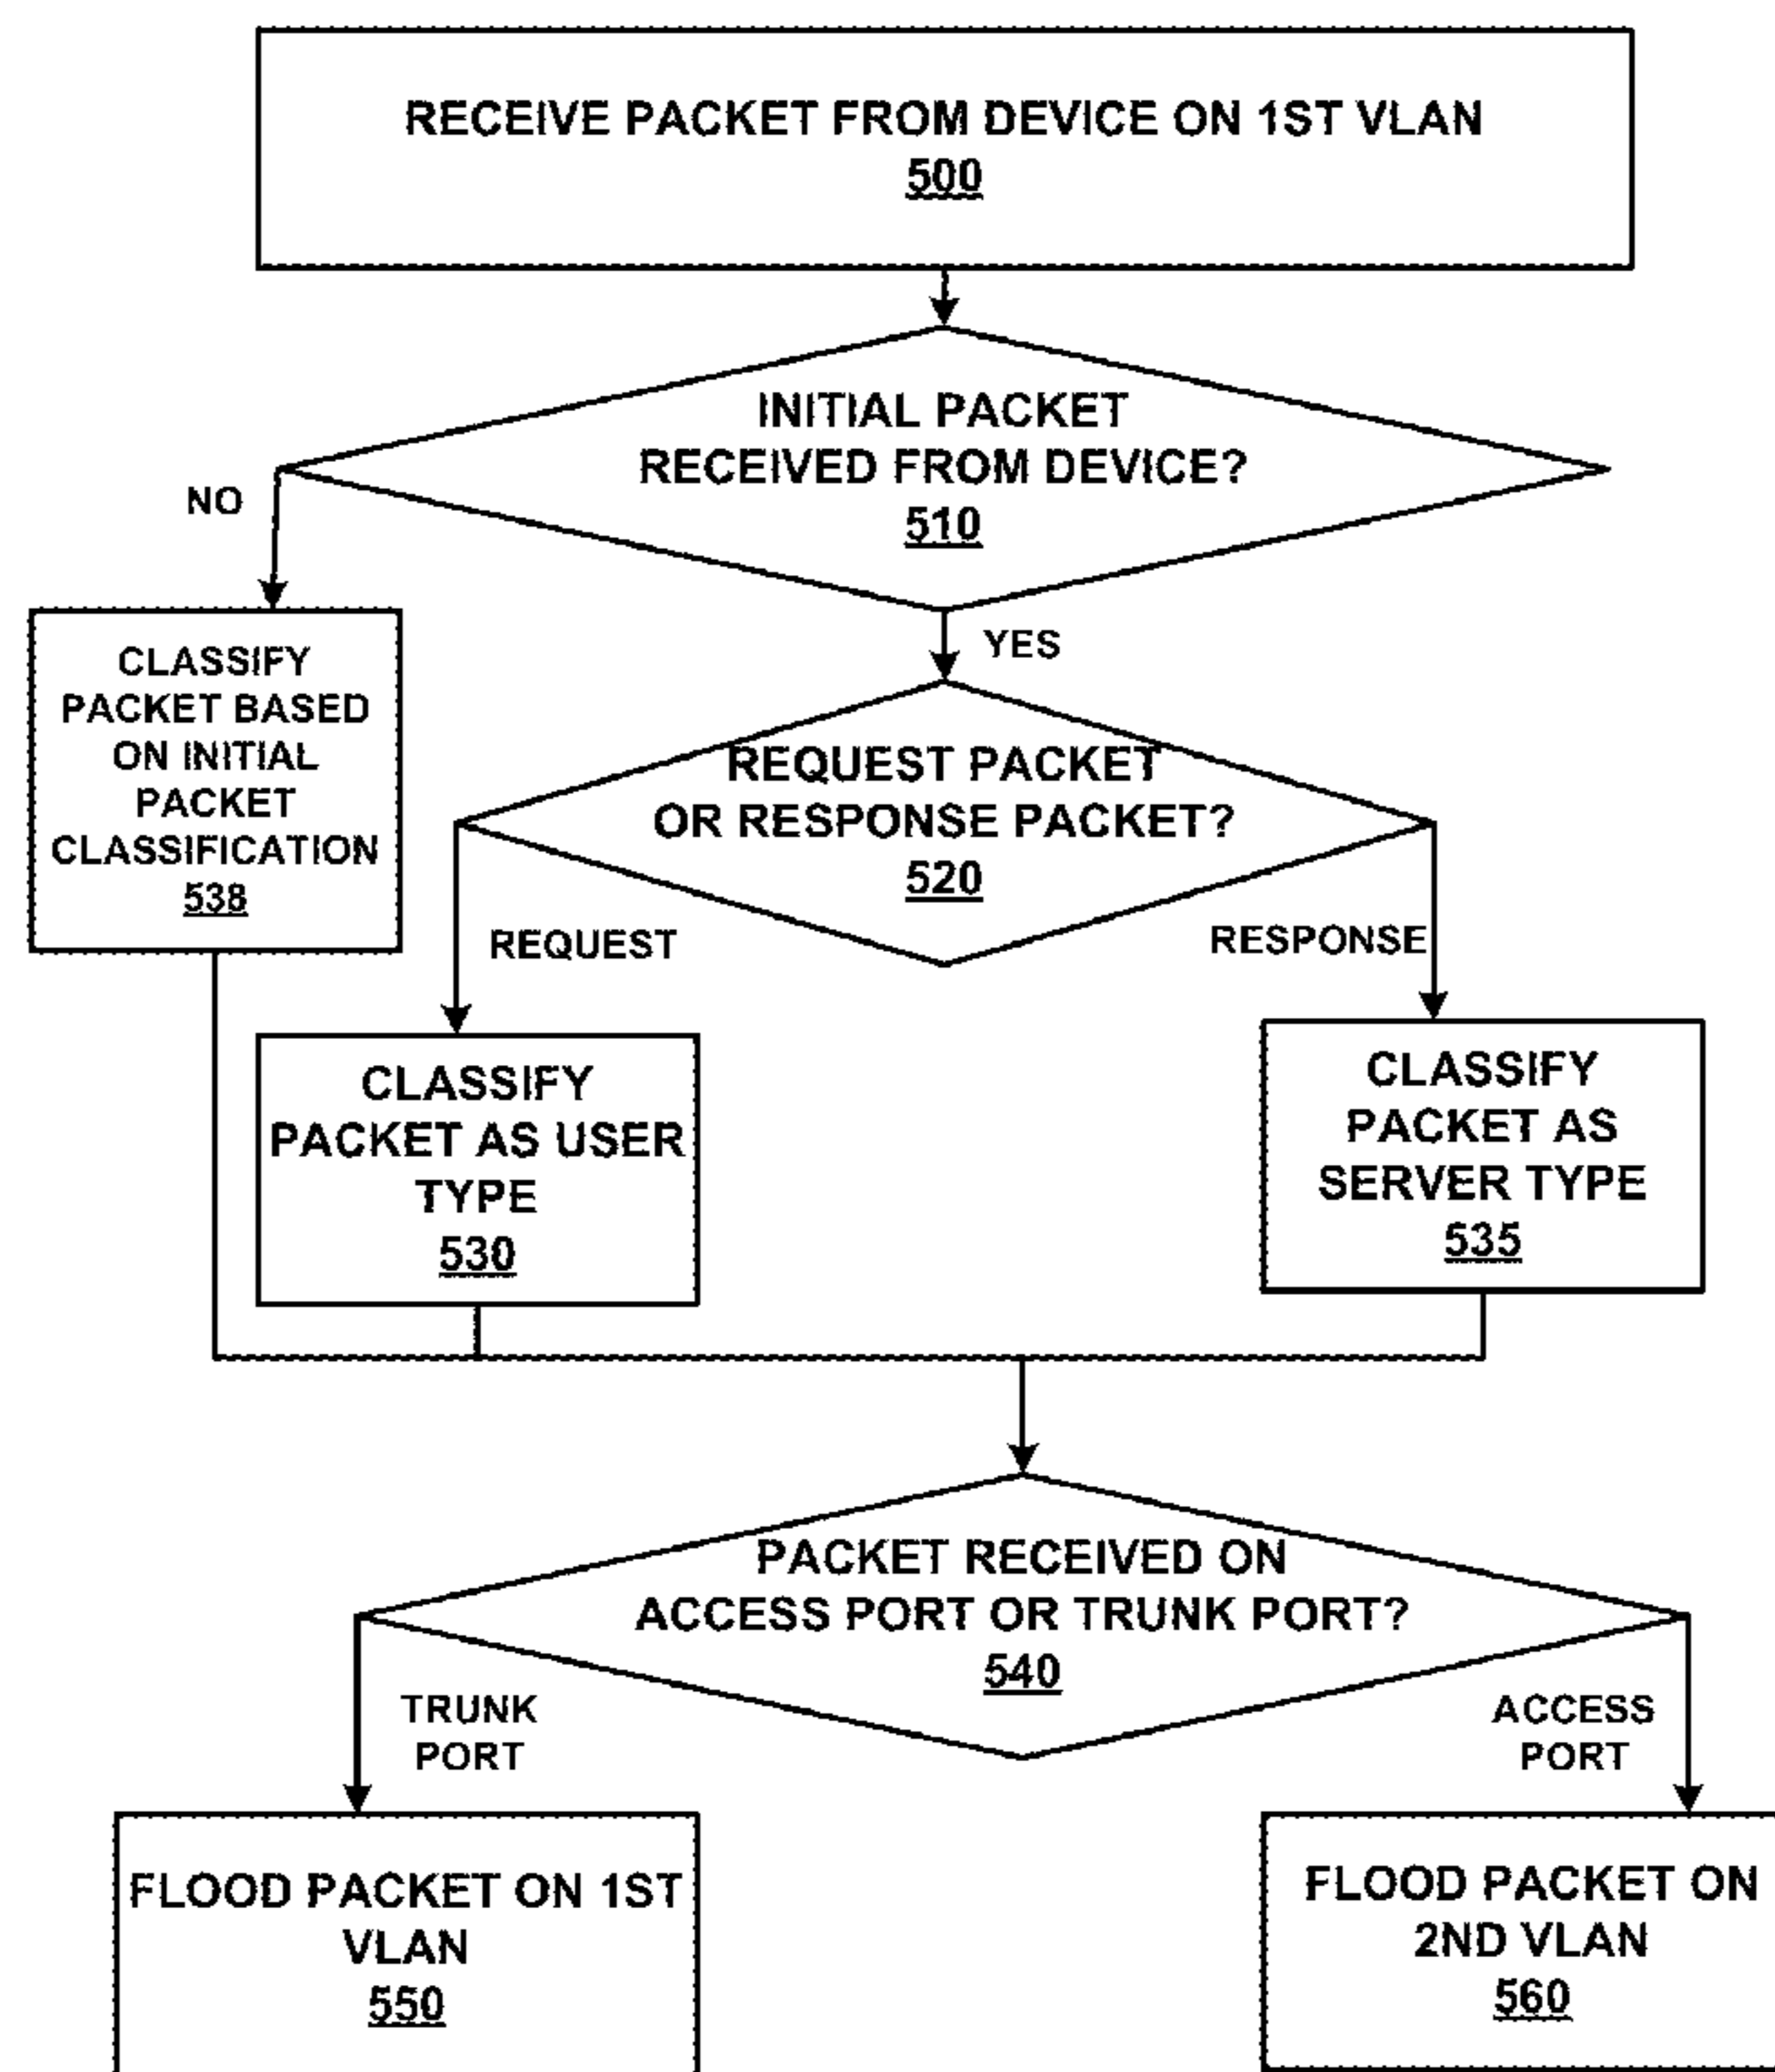 RECEIVE PACKET FROM DEVICE ON 1ST VLAN
500
INITIAL PACKET
RECEIVED FROM DEVICE?
510
NO
YES
CLASSIFY
PACKET BASED
ON INITIAL
PACKET
CLASSIFICATION
538
REQUEST PACKET
OR RESPONSE PACKET?
520
REQUEST
RESPONSE
CLASSIFY
PACKET AS USER
TYPE
530
CLASSIFY
PACKET AS
SERVER TYPE
535
PACKET RECEIVED ON
ACCESS PORT OR TRUNK PORT?
540
TRUNK
PORT
ACCESS
PORT
FLOOD PACKET ON 1ST
VLAN
550
FLOOD PACKET ON
2ND VLAN
560